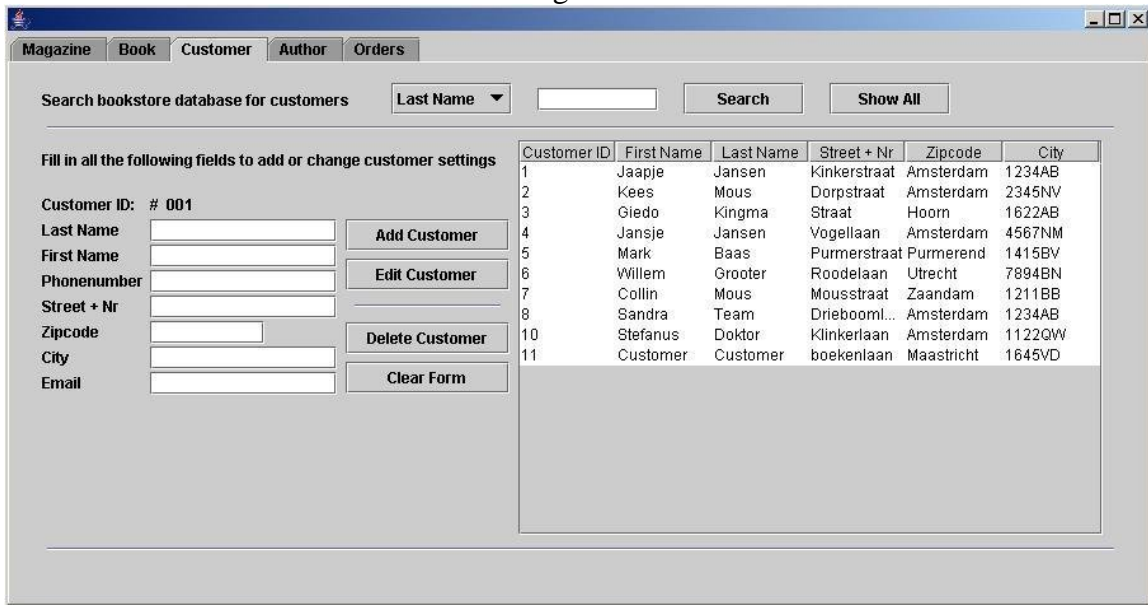 Magazine Book Customer Author Orders
Search bookstore database for customers Last Name Search Show All
Fill in all the following fields to add or change customer settings
Customer ID: # 001
Last Name
First Name
Phonenumber
Street + Nr
Zipcode
City
Email
Add Customer
Edit Customer
Delete Customer
Clear Form
Customer ID First Name Last Name Street + Nr Zipcode City
1 Jaapje Jansen Kinkerstraat Amsterdam 1234AB
2 Kees Mous Dorpstraat Amsterdam 2345NV
3 Giedo Kingma Straat Hoorn 1622AB
4 Jansje Jansen Vogellaan Amsterdam 4567NM
5 Mark Baas Purmerstraat Purmerend 1415BV
6 Willem Grooter Roodelaan Utrecht 7894BN
7 Collin Mous Mousstraat Zaandam 1211BB
8 Sandra Team Driebooml... Amsterdam 1234AB
10 Stefanus Doktor Klinkerlaan Amsterdam 1122QW
11 Customer Customer boekenlaan Maastricht 1645VD